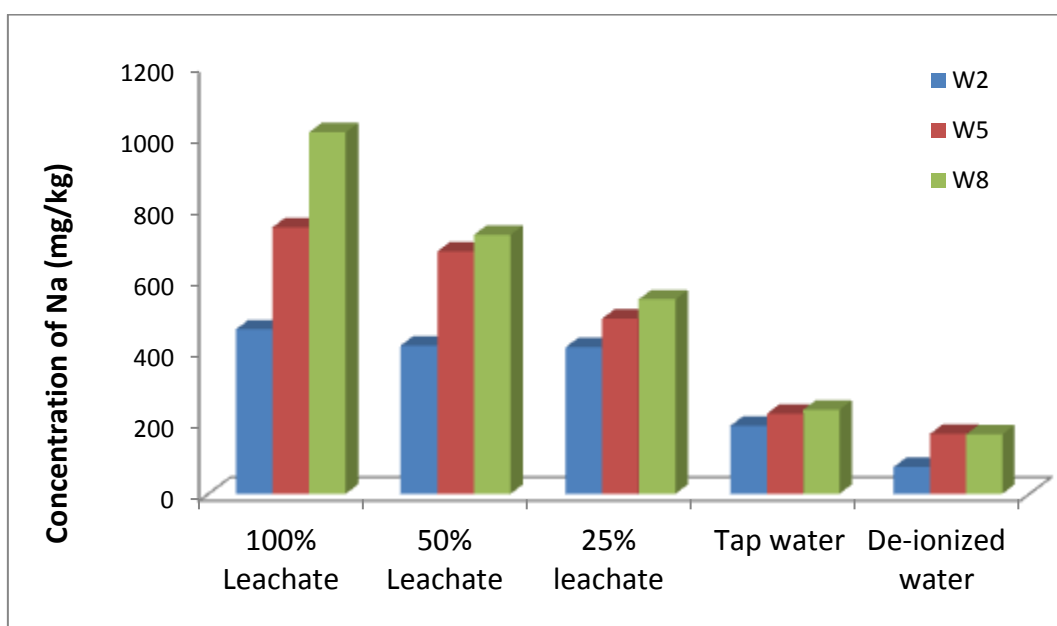 Concentration of Na (mg/kg)
1200
1000
800
600
400
200
0
W2
W5
W8
100%
Leachate
50%
Leachate
25%
leachate
Tap water
De-ionized
water